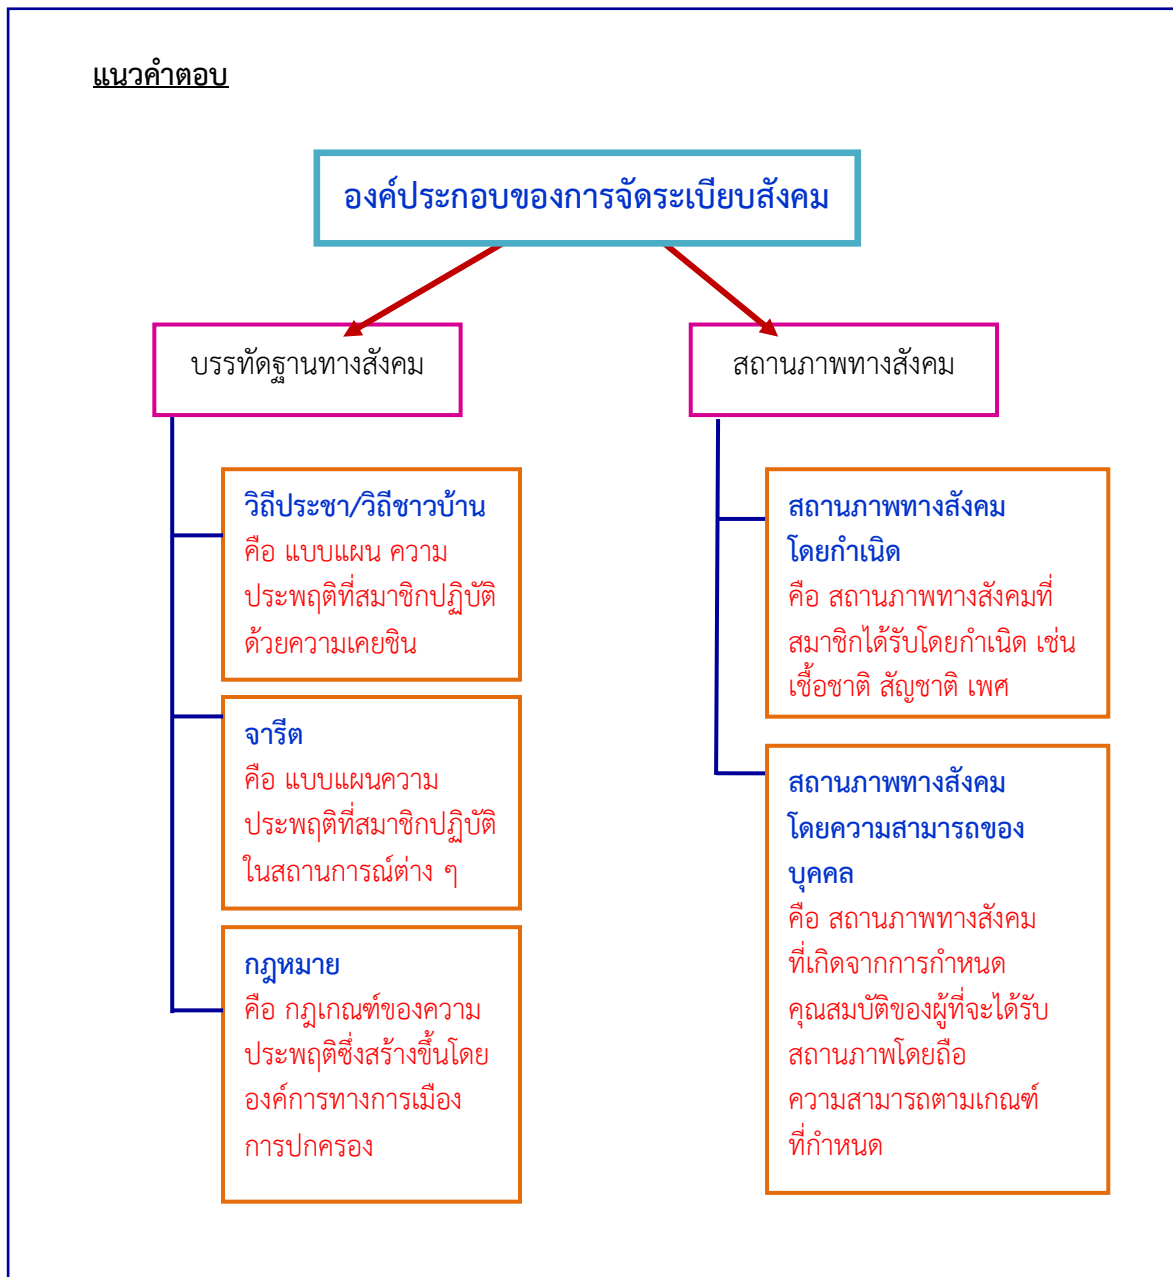 แนวคำตอบ
องค์ประกอบของการจัดระเบียบสังคม
บรรทัดฐานทางสังคม
วิถีประชา/วิถีชาวบ้าน
คือ แบบแผน ความ
ประพฤติที่สมาชิกปฏิบัติ
ด้วยความเคยชิน
จารีต
คือ แบบแผนความ
ประพฤติที่สมาชิกปฏิบัติ
ในสถานการณ์ต่าง ๆ
กฎหมาย
คือ กฎเกณฑ์ของความ
ประพฤติซึ่งสร้างขึ้นโดย
องค์การทางการเมือง
การปกครอง
สถานภาพทางสังคม
สถานภาพทางสังคม
โดยกำเนิด
คือ สถานภาพทางสังคมที่
สมาชิกได้รับโดยกำเนิด เช่น
เชื้อชาติ สัญชาติ เพศ
สถานภาพทางสังคม
โดยความสามารถของ
บุคคล
คือ สถานภาพทางสังคม
ที่เกิดจากการกำหนด
คุณสมบัติของผู้ที่จะได้รับ
สถานภาพโดยถือ
ความสามารถตามเกณฑ์
ที่กำหนด